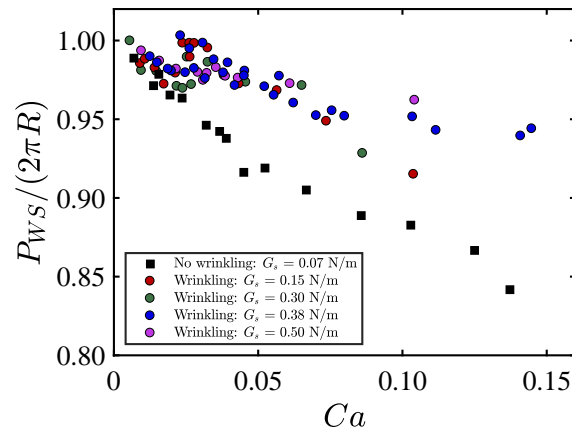 1.00
0.95
0.90
0.85
0.80
P_{WS}/(2πR)
No wrinkling: G_s = 0.07 N/m
Wrinkling: G_s = 0.15 N/m
Wrinkling: G_s = 0.30 N/m
Wrinkling: G_s = 0.38 N/m
Wrinkling: G_s = 0.50 N/m
0 0.05 0.10 0.15
Ca